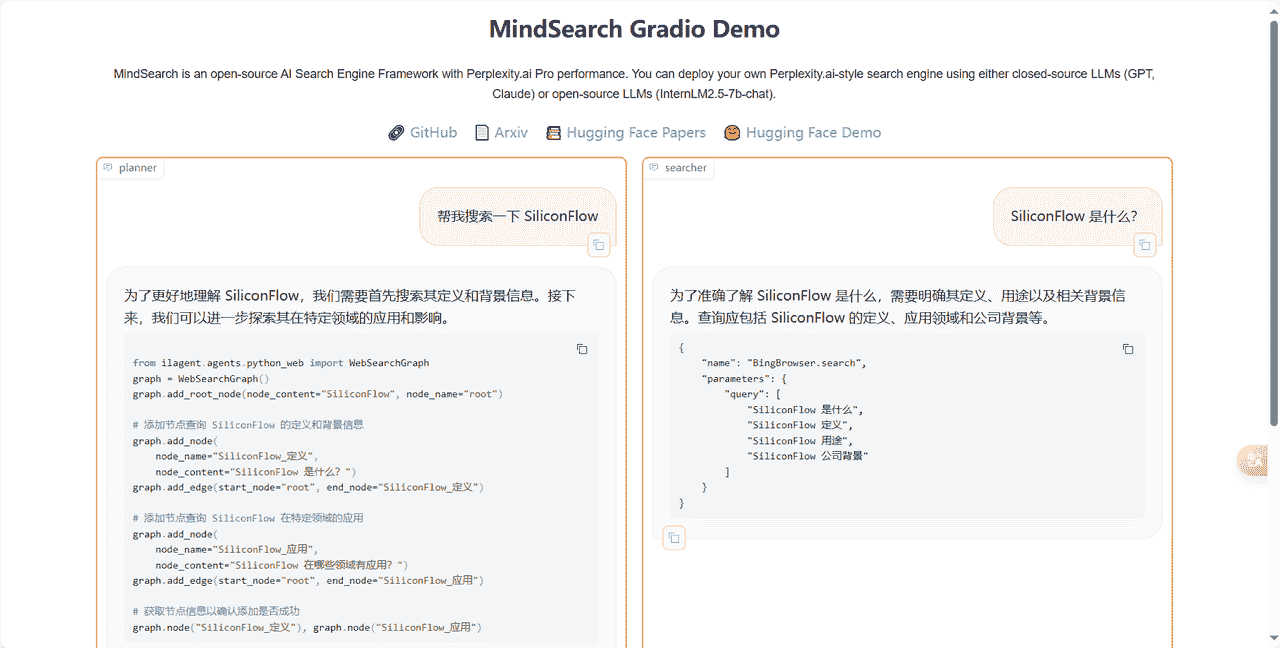 MindSearch Gradio Demo
MindSearch is an open-source AI Search Engine Framework with Perplexity.ai Pro performance. You can deploy your own Perplexity.ai-style search engine using either closed-source LLMs (GPT,
Claude) or open-source LLMs (InternLM2.5-7b-chat).
GitHub Arxiv Hugging Face Papers Hugging Face Demo
planner
帮我搜索一下 SiliconFlow
为了更好地理解 SiliconFlow，我们需要首先搜索其定义和背景信息。接下
来，我们可以进一步探索其在特定领域的应用和影响。
from ilagent.agents.python_web import WebSearchGraph
graph = WebSearchGraph()
graph.add_root_node(node_content="SiliconFlow", node_name="root")
# 添加节点查询 SiliconFlow 的定义和背景信息
graph.add_node(
    node_name="SiliconFlow_定义",
    node_content="SiliconFlow 是什么？")
graph.add_edge(start_node="root", end_node="SiliconFlow_定义")
# 添加节点查询 SiliconFlow 在特定领域的应用
graph.add_node(
    node_name="SiliconFlow_应用",
    node_content="SiliconFlow 在哪些领域有应用？")
graph.add_edge(start_node="root", end_node="SiliconFlow_应用")
# 获取节点信息以确认添加是否成功
graph.node("SiliconFlow_定义"), graph.node("SiliconFlow_应用")
searcher
SiliconFlow 是什么？
为了准确了解 SiliconFlow 是什么，需要明确其定义、用途以及相关背景信
息。查询应包括 SiliconFlow 的定义、应用领域和公司背景等。
{
    "name": "BingBrowser.search",
    "parameters": {
        "query": [
            "SiliconFlow 是什么",
            "SiliconFlow 定义",
            "SiliconFlow 用途",
            "SiliconFlow 公司背景"
        ]
    }
}